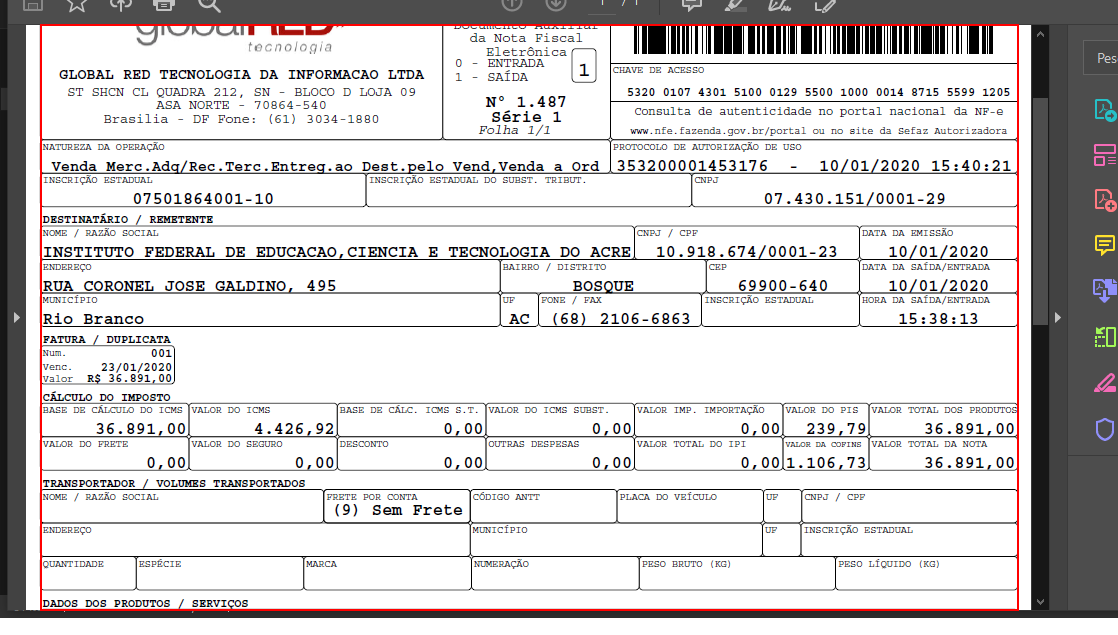 globalRED
tecnologia
GLOBAL RED TECNOLOGIA DA INFORMACAO LTDA
ST SHCN CL QUADRA 212, SN - BLOCO D LOJA 09
ASA NORTE - 70864-540
Brasilia - DF Fone: (61) 3034-1880
Documento Auxiliar
da Nota Fiscal
Eletrônica
0 - ENTRADA
1 - SAÍDA
1
Nº 1.487
Série 1
Folha 1/1
CHAVE DE ACESSO
5320 0107 4301 5100 0129 5500 1000 0014 8715 5599 1205
Consulta de autenticidade no portal nacional da NF-e
www.nfe.fazenda.gov.br/portal ou no site da Sefaz Autorizadora
NATUREZA DA OPERAÇÃO
Venda Merc.Adq/Rec.Terc.Entreg.ao Dest.pelo Vend,Venda a Ord
PROTOCOLO DE AUTORIZAÇÃO DE USO
353200001453176 - 10/01/2020 15:40:21
INSCRIÇÃO ESTADUAL
07501864001-10
INSCRIÇÃO ESTADUAL DO SUBST. TRIBUT.
CNPJ
07.430.151/0001-29
DESTINATÁRIO / REMETENTE
NOME / RAZÃO SOCIAL
INSTITUTO FEDERAL DE EDUCACAO,CIENCIA E TECNOLOGIA DO ACRE
CNPJ / CPF
10.918.674/0001-23
DATA DA EMISSÃO
10/01/2020
ENDEREÇO
RUA CORONEL JOSE GALDINO, 495
BAIRRO / DISTRITO
BOSQUE
CEP
69900-640
DATA DA SAÍDA/ENTRADA
10/01/2020
MUNICÍPIO
Rio Branco
UF
AC
FONE / FAX
(68) 2106-6863
INSCRIÇÃO ESTADUAL
HORA DA SAÍDA/ENTRADA
15:38:13
FATURA / DUPLICATA
Num. 001
Venc. 23/01/2020
Valor R$ 36.891,00
CÁLCULO DO IMPOSTO
BASE DE CÁLCULO DO ICMS
36.891,00
VALOR DO ICMS
4.426,92
BASE DE CÁLC. ICMS S.T.
0,00
VALOR DO ICMS SUBST.
0,00
VALOR IMP. IMPORTAÇÃO
0,00
VALOR DO PIS
239,79
VALOR TOTAL DOS PRODUTOS
36.891,00
VALOR DO FRETE
0,00
VALOR DO SEGURO
0,00
DESCONTO
0,00
OUTRAS DESPESAS
0,00
VALOR TOTAL DO IPI
0,00
VALOR DA COFINS
1.106,73
VALOR TOTAL DA NOTA
36.891,00
TRANSPORTADOR / VOLUMES TRANSPORTADOS
NOME / RAZÃO SOCIAL
FRETE POR CONTA
(9) Sem Frete
CÓDIGO ANTT
PLACA DO VEÍCULO
UF
CNPJ / CPF
ENDEREÇO
MUNICÍPIO
UF
INSCRIÇÃO ESTADUAL
QUANTIDADE
ESPÉCIE
MARCA
NUMERAÇÃO
PESO BRUTO (KG)
PESO LÍQUIDO (KG)
DADOS DOS PRODUTOS / SERVIÇOS
Pes